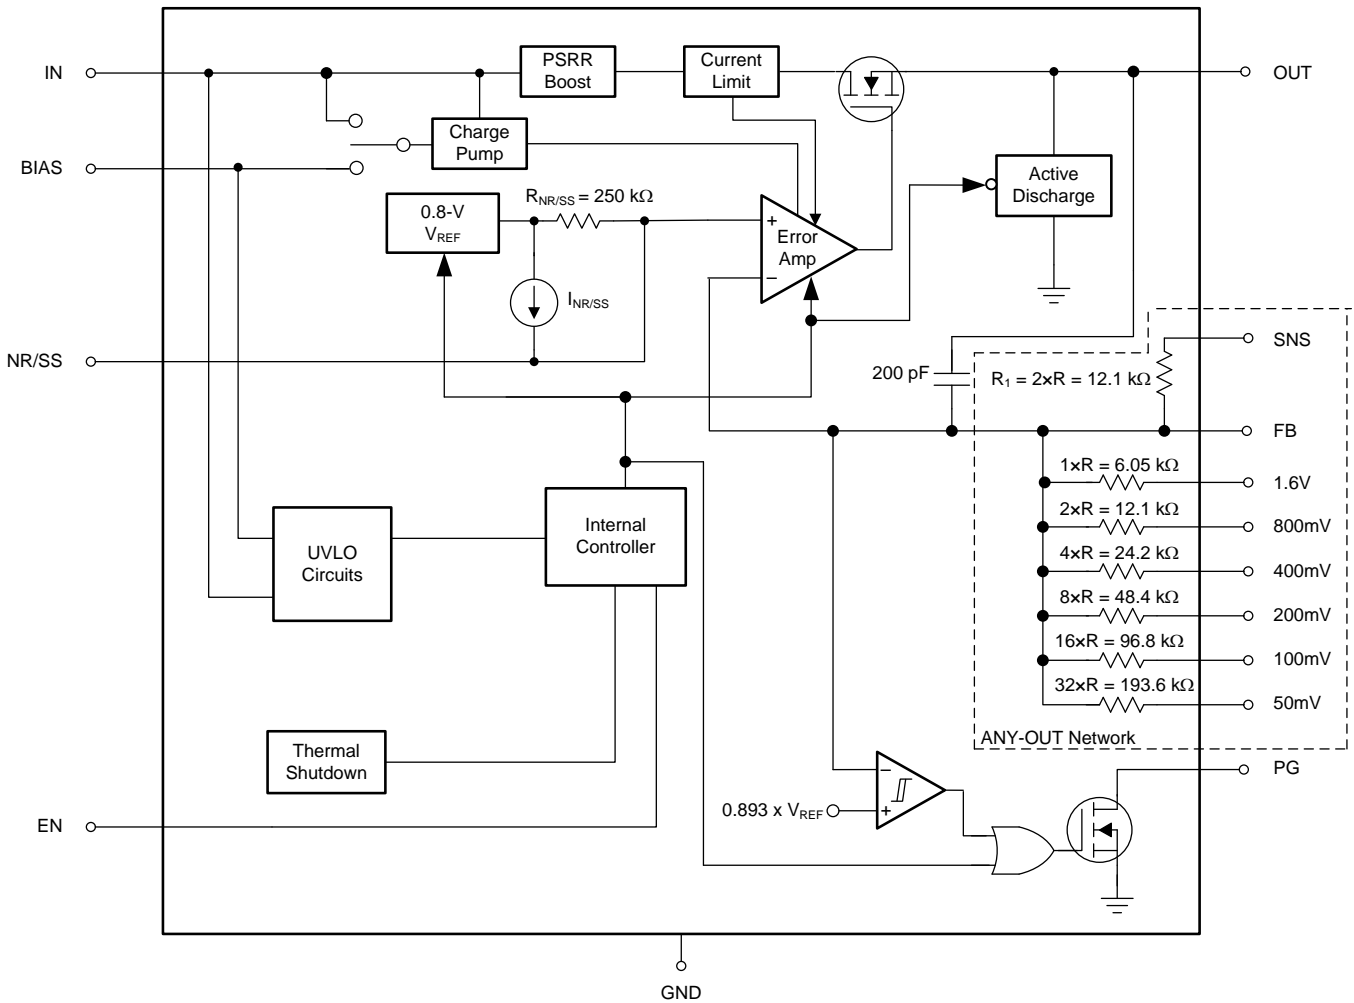 IN
PSRR
Boost
Current
Limit
OUT
Charge
Pump
BIAS
Active
Discharge
0.8-V
VREF
RNR/SS = 250 kΩ
+
Error
Amp
−
INR/SS
NR/SS
SNS
200 pF
R1 = 2×R = 12.1 kΩ
FB
1×R = 6.05 kΩ
1.6V
2×R = 12.1 kΩ
800mV
4×R = 24.2 kΩ
400mV
8×R = 48.4 kΩ
200mV
16×R = 96.8 kΩ
100mV
32×R = 193.6 kΩ
50mV
ANY-OUT Network
UVLO
Circuits
Internal
Controller
Thermal
Shutdown
PG
−
0.893 x VREF
+
EN
GND